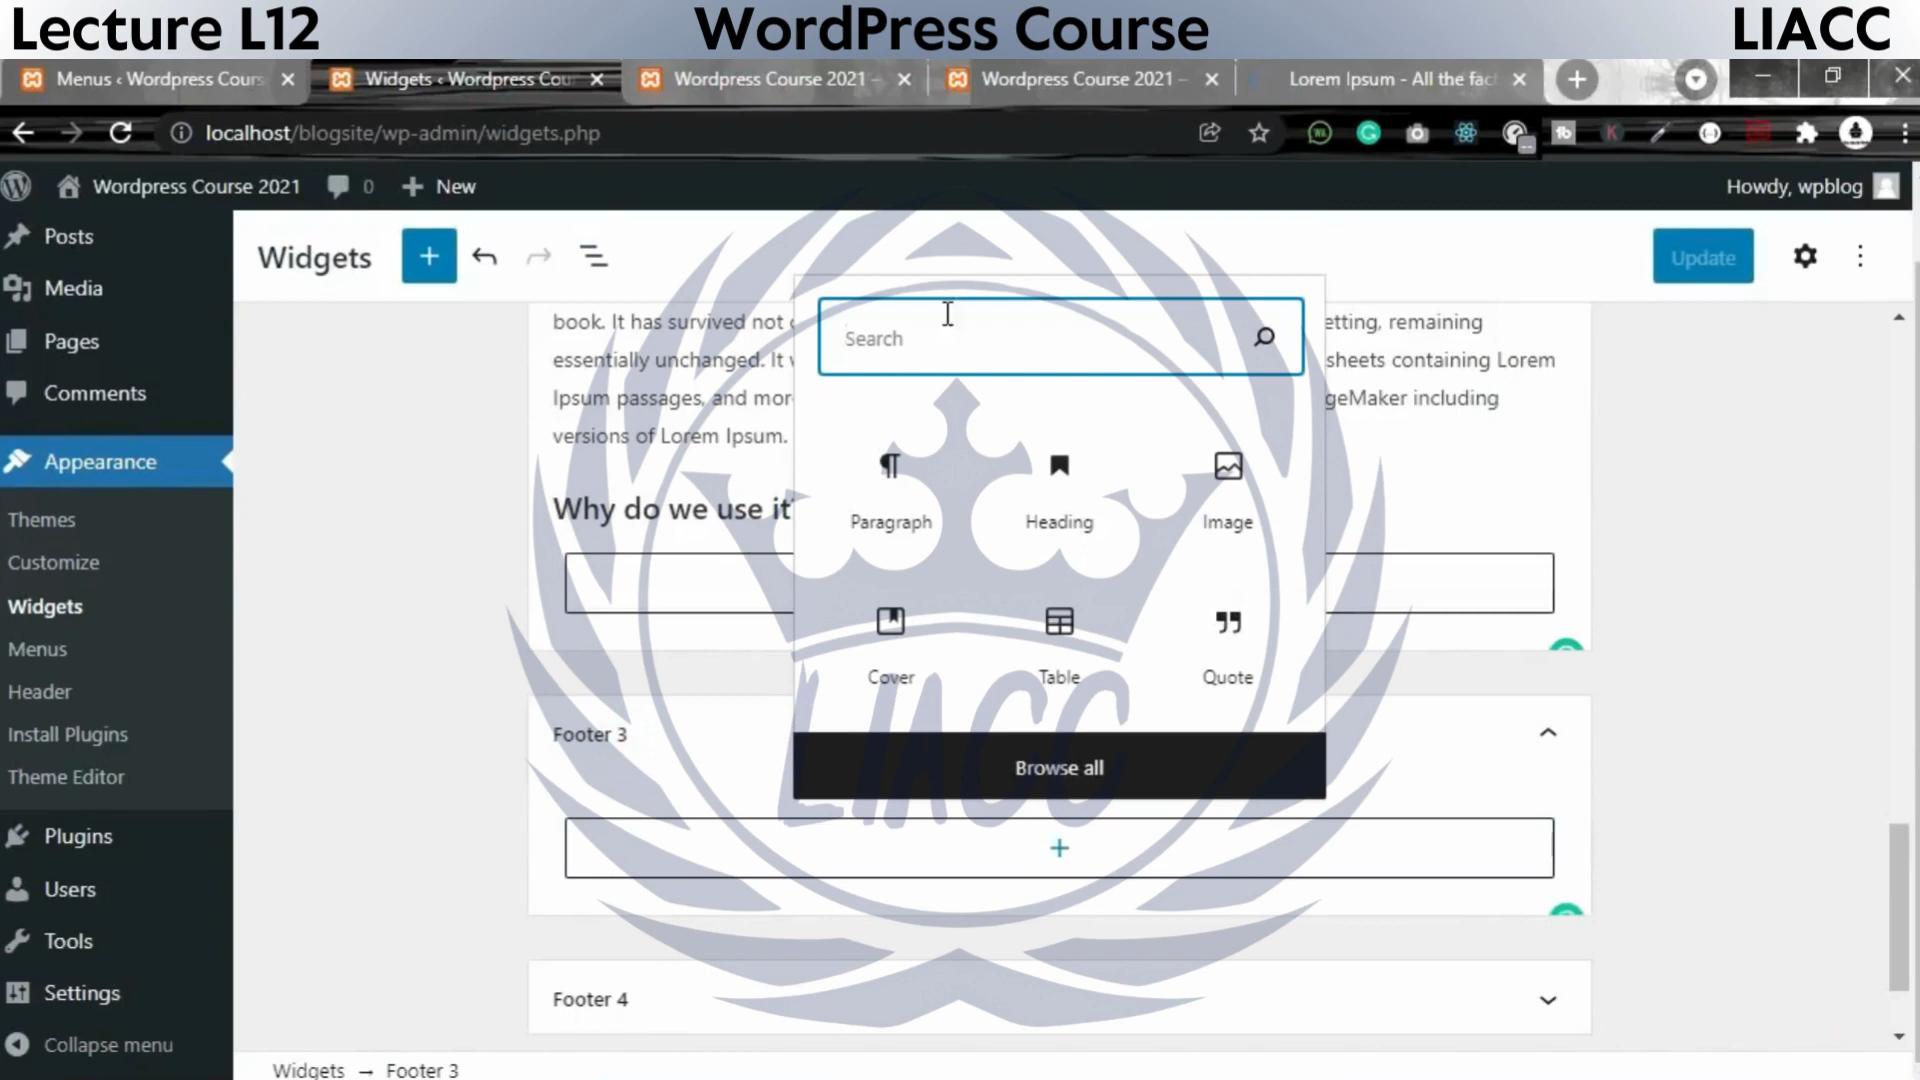 Lecture L12 WordPress Course LIACC
Menus ‹ Wordpress Cours Widgets ‹ Wordpress Cou Wordpress Course 2021 – Wordpress Course 2021 – Lorem Ipsum - All the fac
localhost/blogsite/wp-admin/widgets.php
Wordpress Course 2021 0 New Howdy, wpblog
Posts
Media
Pages
Comments
Appearance
Themes
Customize
Widgets
Menus
Header
Install Plugins
Theme Editor
Plugins
Users
Tools
Settings
Collapse menu
Widgets Update
book. It has survived not etting, remaining
essentially unchanged. It sheets containing Lorem
Ipsum passages, and mor geMaker including
versions of Lorem Ipsum.
Why do we use it
Search
Paragraph Heading Image
Cover Table Quote
Browse all
Footer 3
Footer 4
LIACC
Widgets → Footer 3